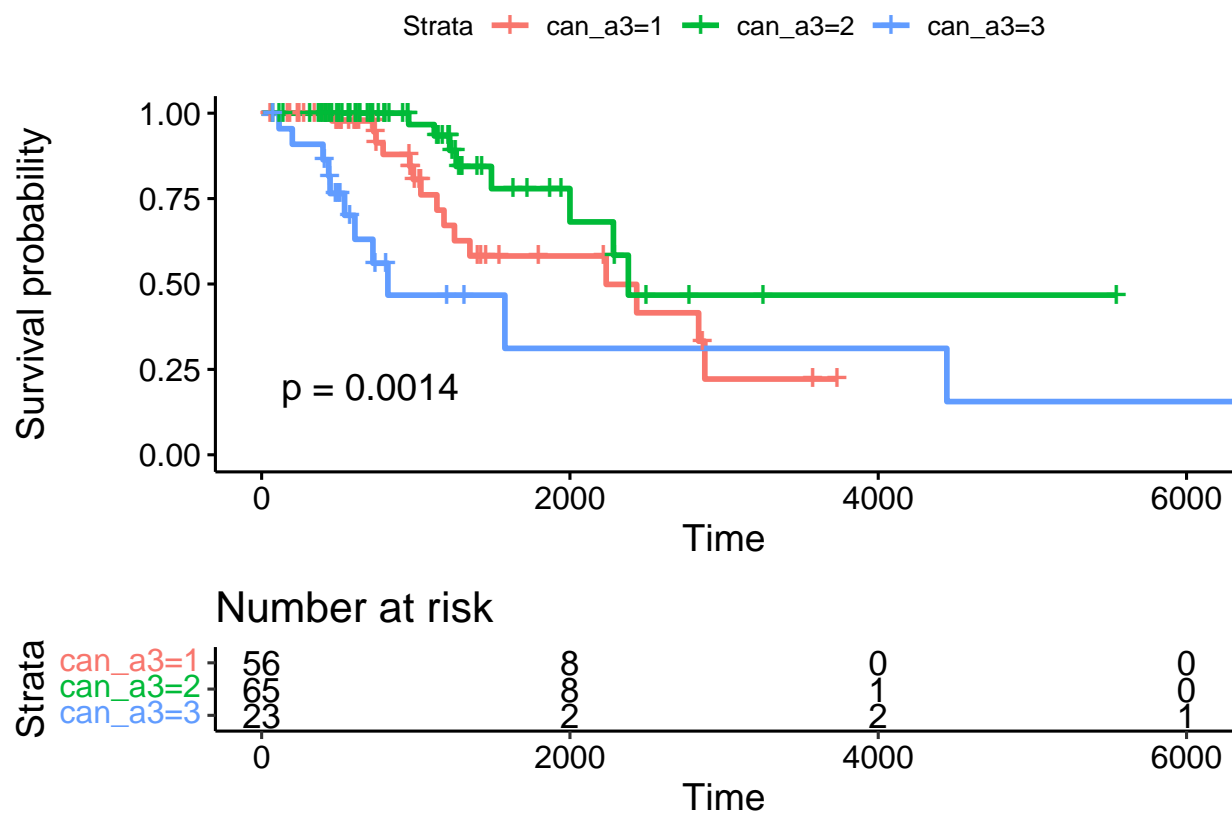 Strata can_a3=1 can_a3=2 can_a3=3
Survival probability
1.00
0.75
0.50
0.25
0.00
p = 0.0014
0 2000 4000 6000
Time
Number at risk
Strata
can_a3=1 56 8 0 0
can_a3=2 65 8 1 0
can_a3=3 23 2 2 1
0 2000 4000 6000
Time